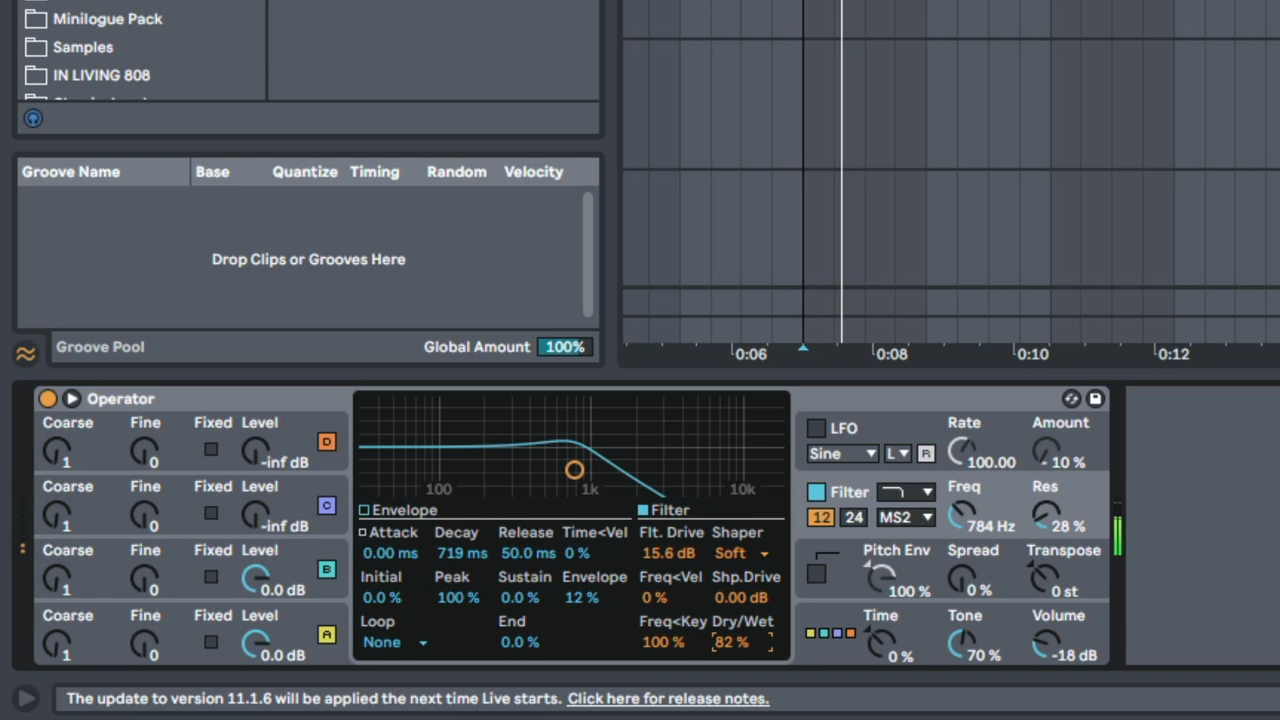 Minilogue Pack
Samples
IN LIVING 808
Groove Name Base Quantize Timing Random Velocity
Drop Clips or Grooves Here
Groove Pool Global Amount 100%
0:06 0:08 0:10 0:12
Operator
Coarse Fine Fixed Level
1 0 -inf dB D
Coarse Fine Fixed Level
1 0 -inf dB C
Coarse Fine Fixed Level
1 0 0.0 dB B
Coarse Fine Fixed Level
1 0 0.0 dB A
100 1k 10k
Envelope Filter
Attack Decay Release Time<Vel Flt. Drive Shaper
0.00 ms 719 ms 50.0 ms 0 % 15.6 dB Soft
Initial Peak Sustain Envelope Freq<Vel Shp.Drive
0.0 % 100 % 0.0 % 12 % 0 % 0.00 dB
Loop End Freq<Key Dry/Wet
None 0.0 % 100 % 82 %
LFO Rate Amount
Sine L R 100.00 10 %
Filter Freq Res
12 24 MS2 784 Hz 28 %
Pitch Env Spread Transpose
100 % 0 % 0 st
Time Tone Volume
0 % 70 % -18 dB
The update to version 11.1.6 will be applied the next time Live starts. Click here for release notes.